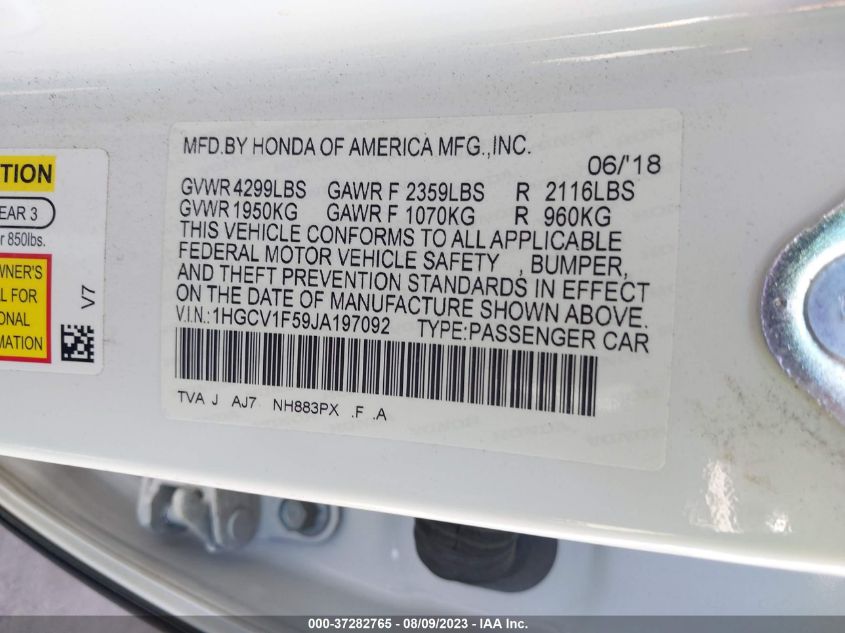 MFD.BY HONDA OF AMERICA MFG.,INC.
06/'18
GVWR 4299LBS GAWR F 2359LBS R 2116LBS
GVWR 1950KG GAWR F 1070KG R 960KG
THIS VEHICLE CONFORMS TO ALL APPLICABLE
FEDERAL MOTOR VEHICLE SAFETY , BUMPER,
AND THEFT PREVENTION STANDARDS IN EFFECT
ON THE DATE OF MANUFACTURE SHOWN ABOVE.
V.I.N.:1HGCV1F59JA197092 TYPE:PASSENGER CAR
TVA J AJ7 NH883PX .F .A
TION
EAR 3
r 850lbs.
WNER'S
L FOR
ONAL
MATION
V7
000-37282765 - 08/09/2023 - IAA Inc.